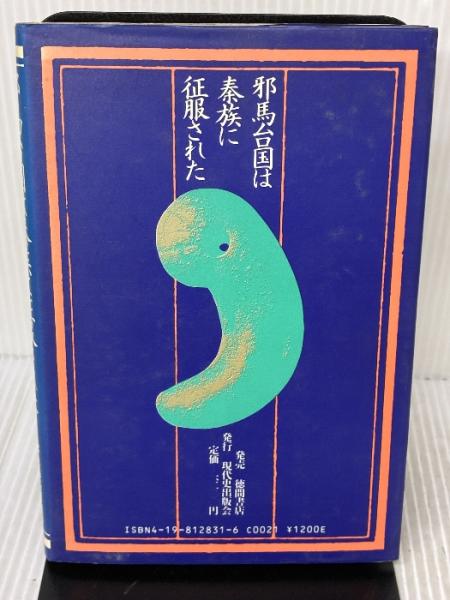 邪馬台国は
秦族に
征服された
発売 徳間書店
発行 現代史出版会
定価 円
ISBN4-19-812831-6 C0021 ¥1200E